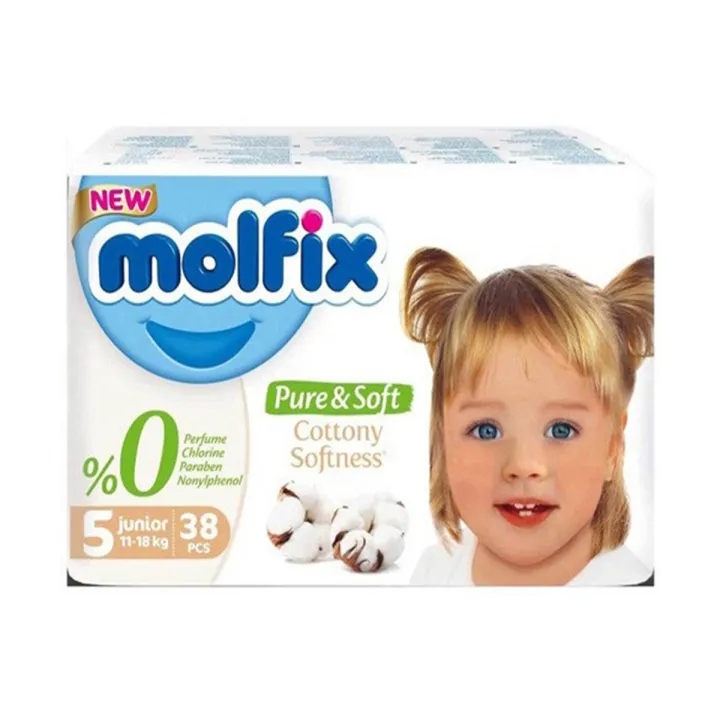 NEW
molfix
Pure & Soft
Cottony
Softness*
%0
Perfume
Chlorine
Paraben
Nonylphenol
5 junior
11-18 kg
38
PCS